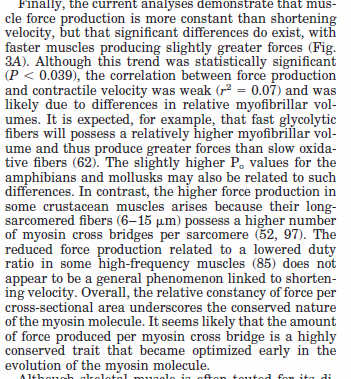 Finally, the current analyses demonstrate that mus-
cle force production is more constant than shortening
velocity, but that significant differences do exist, with
faster muscles producing slightly greater forces (Fig.
3A). Although this trend was statistically significant
(P < 0.039), the correlation between force production
and contractile velocity was weak (r² = 0.07) and was
likely due to differences in relative myofibrillar vol-
umes. It is expected, for example, that fast glycolytic
fibers will possess a relatively higher myofibrillar vol-
ume and thus produce greater forces than slow oxida-
tive fibers (62). The slightly higher Pₒ values for the
amphibians and mollusks may also be related to such
differences. In contrast, the higher force production in
some crustacean muscles arises because their long-
sarcomered fibers (6–15 μm) possess a higher number
of myosin cross bridges per sarcomere (52, 97). The
reduced force production related to a lowered duty
ratio in some high-frequency muscles (85) does not
appear to be a general phenomenon linked to shorten-
ing velocity. Overall, the relative constancy of force per
cross-sectional area underscores the conserved nature
of the myosin molecule. It seems likely that the amount
of force produced per myosin cross bridge is a highly
conserved trait that became optimized early in the
evolution of the myosin molecule.
Although skeletal muscle is often touted for its di-